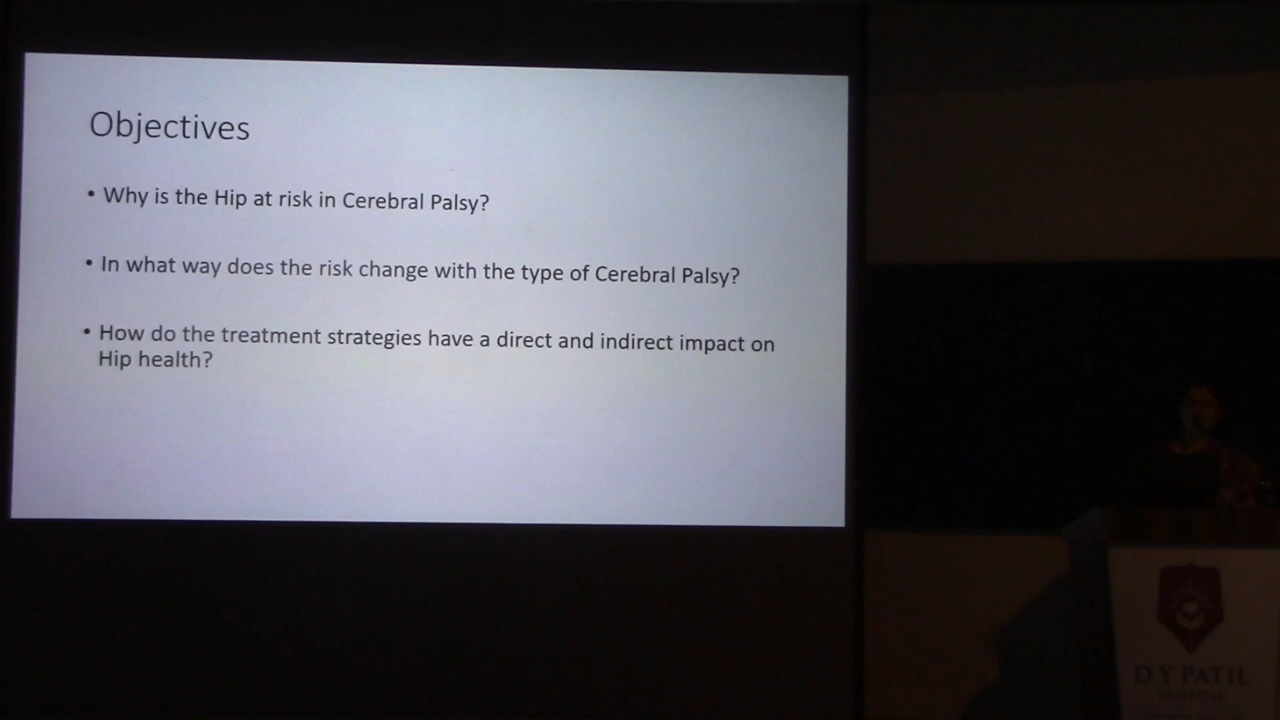 Objectives
• Why is the Hip at risk in Cerebral Palsy?
• In what way does the risk change with the type of Cerebral Palsy?
• How do the treatment strategies have a direct and indirect impact on
Hip health?
D Y PATIL
HOSPITAL